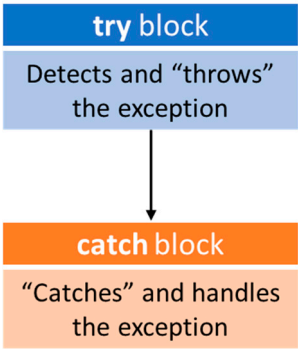 try block
Detects and “throws”
the exception
catch block
“Catches” and handles
the exception